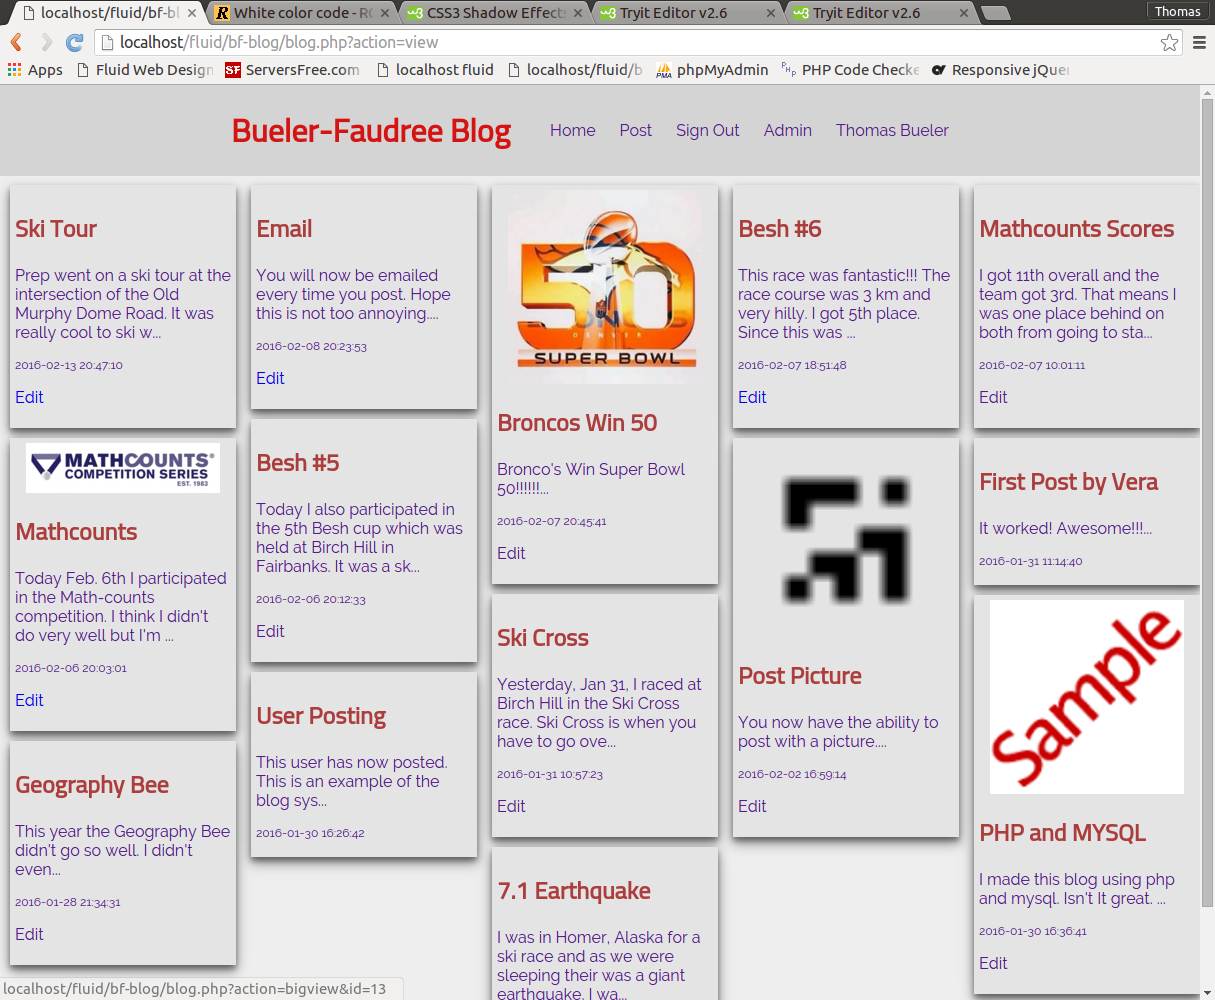 localhost/fluid/bf-bl
White color code - RG
CSS3 Shadow Effects
Tryit Editor v2.6
Tryit Editor v2.6
Thomas
localhost/fluid/bf-blog/blog.php?action=view
Apps
Fluid Web Design
ServersFree.com
localhost fluid
localhost/fluid/b
phpMyAdmin
PHP Code Checke
Responsive jQuer
Bueler-Faudree Blog
Home
Post
Sign Out
Admin
Thomas Bueler
Ski Tour
Prep went on a ski tour at the
intersection of the Old
Murphy Dome Road. It was
really cool to ski w...
2016-02-13 20:47:10
Edit
MATHCOUNTS®
COMPETITION SERIES
EST. 1983
Mathcounts
Today Feb. 6th I participated
in the Math-counts
competition. I think I didn't
do very well but I'm ...
2016-02-06 20:03:01
Edit
Geography Bee
This year the Geography Bee
didn't go so well. I didn't
even...
2016-01-28 21:34:31
Edit
Email
You will now be emailed
every time you post. Hope
this is not too annoying....
2016-02-08 20:23:53
Edit
Besh #5
Today I also participated in
the 5th Besh cup which was
held at Birch Hill in
Fairbanks. It was a sk...
2016-02-06 20:12:33
Edit
User Posting
This user has now posted.
This is an example of the
blog sys...
2016-01-30 16:26:42
50
DENVER
SUPER BOWL
Broncos Win 50
Bronco's Win Super Bowl
50!!!!!!...
2016-02-07 20:45:41
Edit
Ski Cross
Yesterday, Jan 31, I raced at
Birch Hill in the Ski Cross
race. Ski Cross is when you
have to go ove...
2016-01-31 10:57:23
Edit
7.1 Earthquake
I was in Homer, Alaska for a
ski race and as we were
sleeping their was a giant
earthquake. I wa...
Besh #6
This race was fantastic!!! The
race course was 3 km and
very hilly. I got 5th place.
Since this was ...
2016-02-07 18:51:48
Edit
Post Picture
You now have the ability to
post with a picture....
2016-02-02 16:59:14
Edit
Mathcounts Scores
I got 11th overall and the
team got 3rd. That means I
was one place behind on
both from going to sta...
2016-02-07 10:01:11
Edit
First Post by Vera
It worked! Awesome!!!...
2016-01-31 11:14:40
Sample
PHP and MYSQL
I made this blog using php
and mysql. Isn't It great. ...
2016-01-30 16:36:41
Edit
localhost/fluid/bf-blog/blog.php?action=bigview&id=13